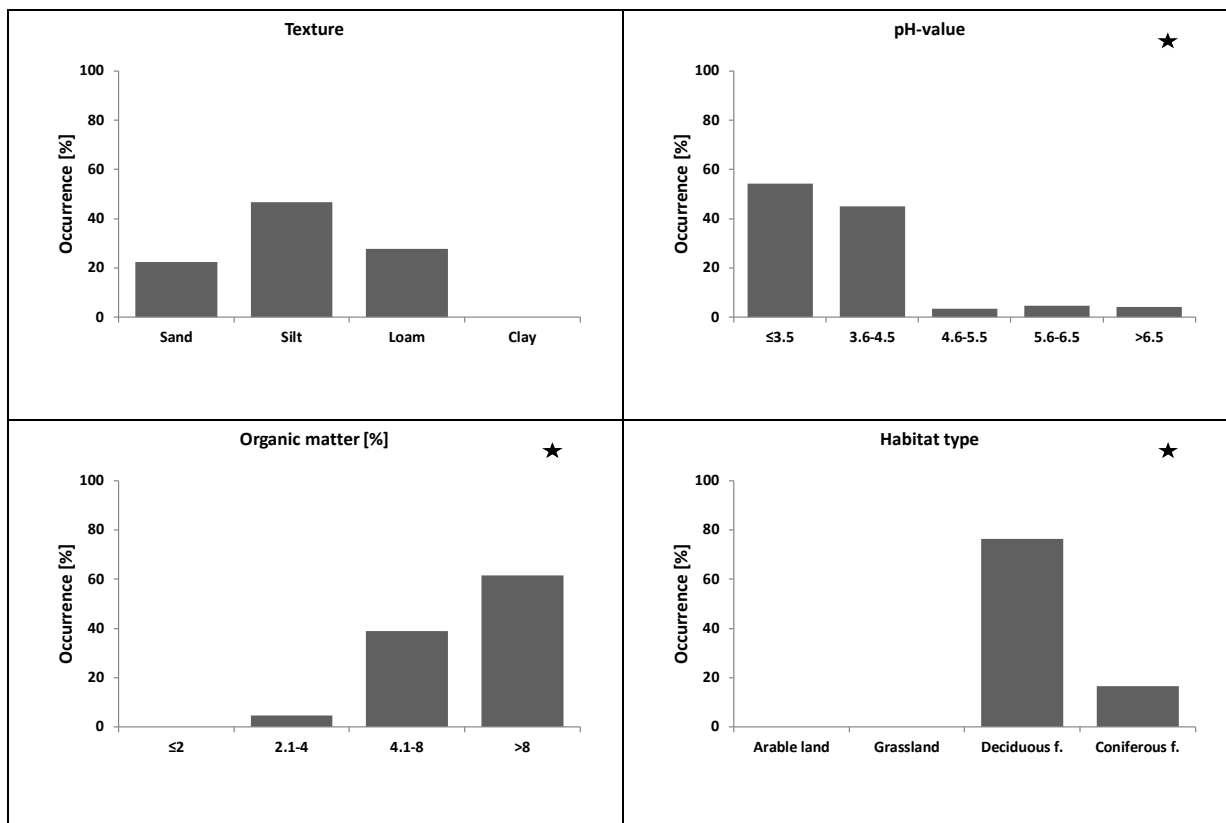 Texture
Occurrence [%]
100
80
60
40
20
0
Sand Silt Loam Clay
pH-value
★
Occurrence [%]
100
80
60
40
20
0
≤3.5 3.6-4.5 4.6-5.5 5.6-6.5 >6.5
Organic matter [%]
★
Occurrence [%]
100
80
60
40
20
0
≤2 2.1-4 4.1-8 >8
Habitat type
★
Occurrence [%]
100
80
60
40
20
0
Arable land Grassland Deciduous f. Coniferous f.